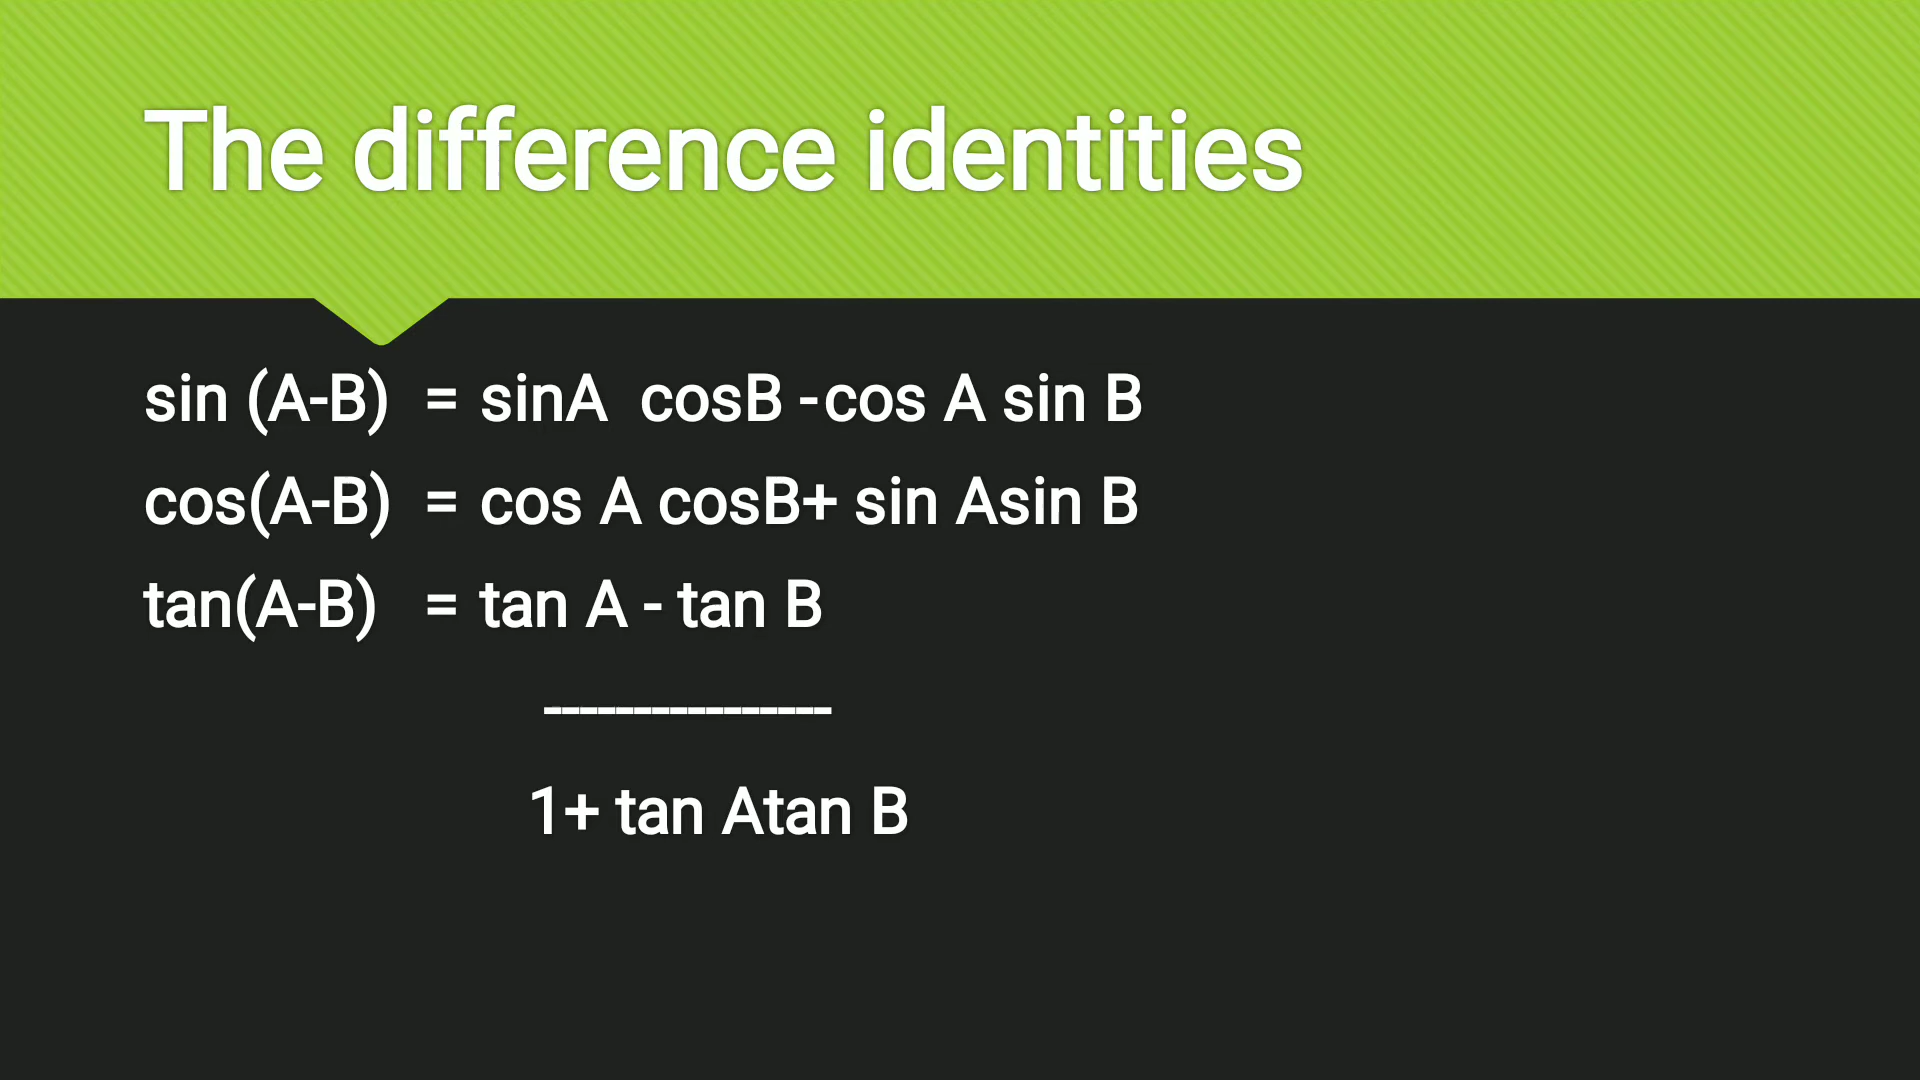 The difference identities
sin (A-B) = sinA cosB -cos A sin B
cos(A-B) = cos A cosB+ sin Asin B
tan(A-B) = tan A - tan B
________________
1+ tan Atan B